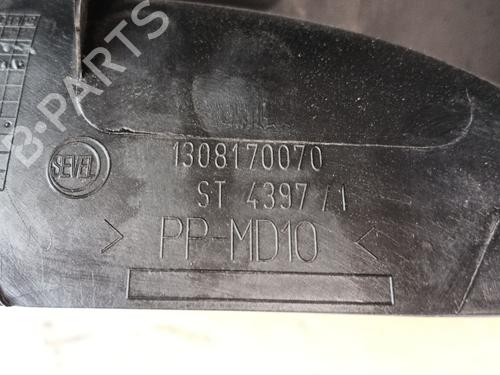 SEVEL
1308170070
ST 4397/1
> PP-MD10 <
B-PARTS